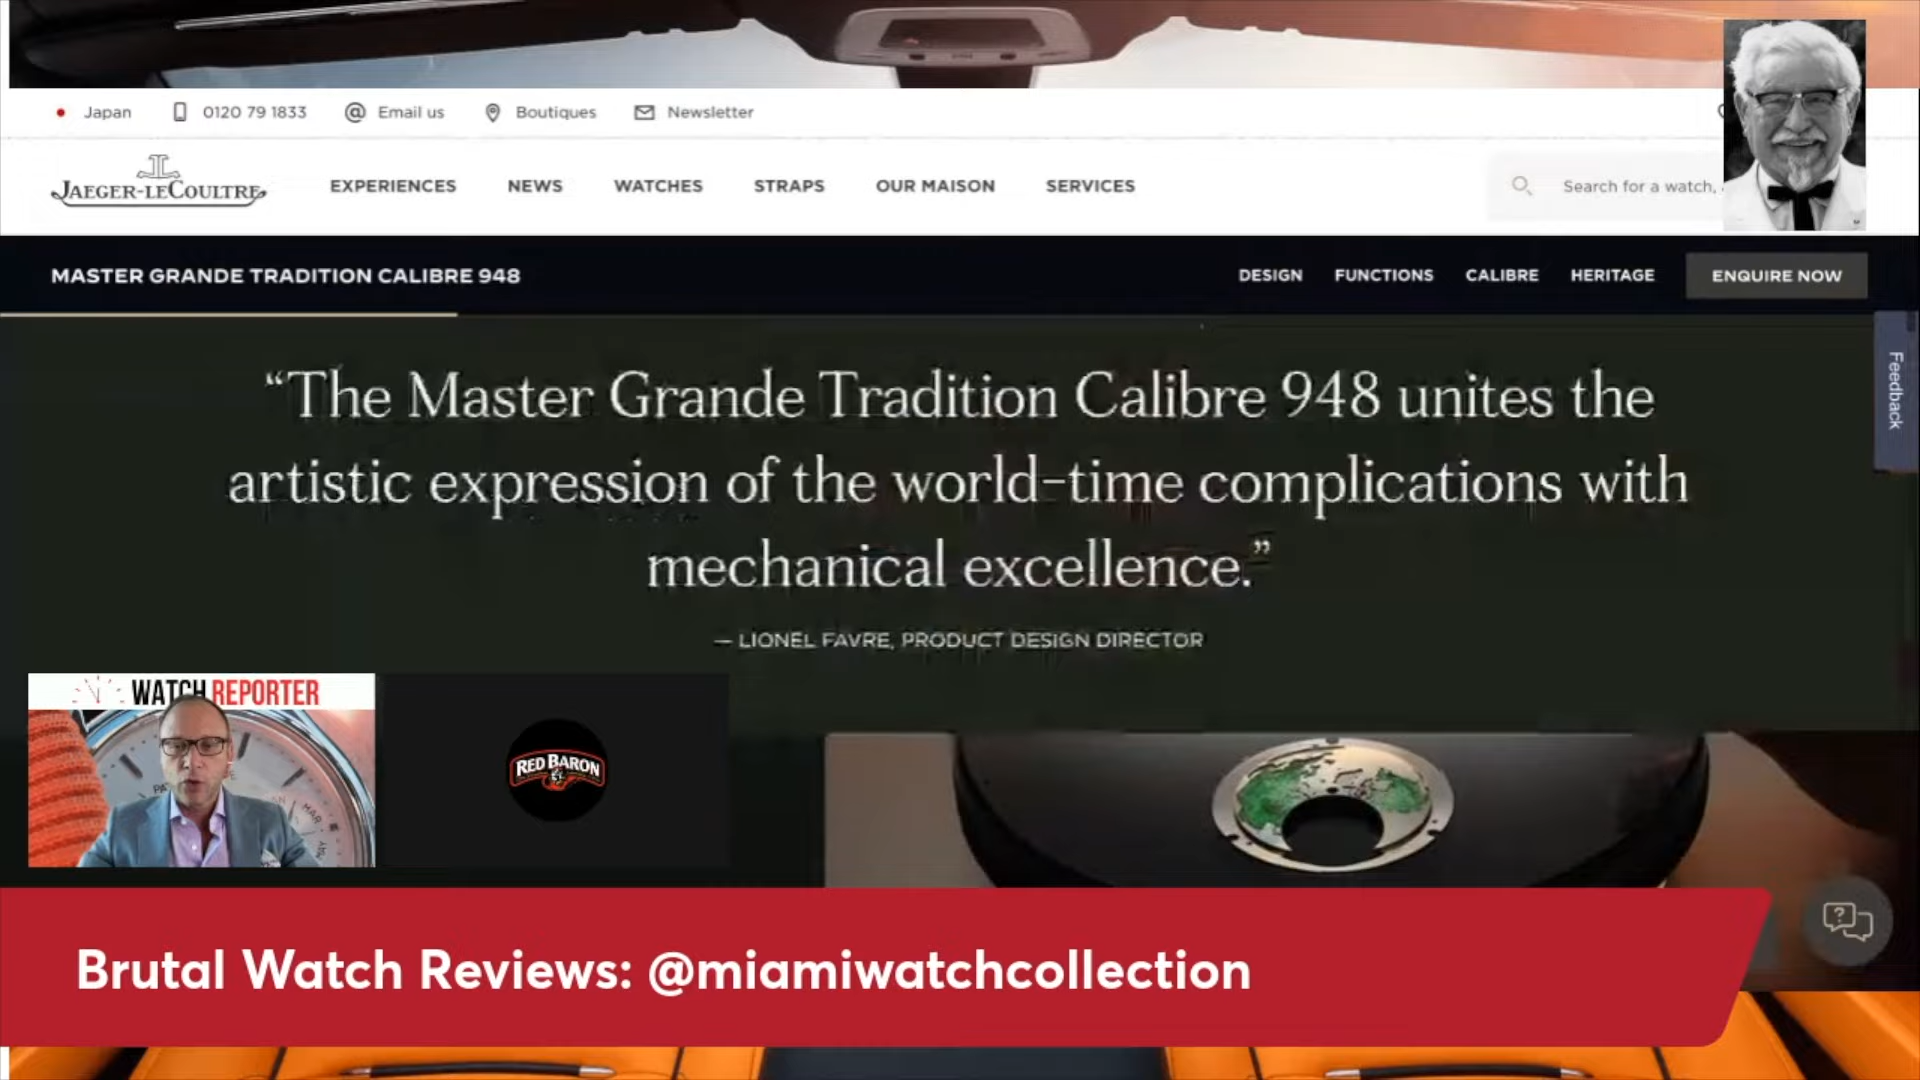 Japan 0120 79 1833 Email us Boutiques Newsletter
JAEGER-LECOULTRE EXPERIENCES NEWS WATCHES STRAPS OUR MAISON SERVICES Search for a watch,
MASTER GRANDE TRADITION CALIBRE 948 DESIGN FUNCTIONS CALIBRE HERITAGE ENQUIRE NOW
Feedback
“The Master Grande Tradition Calibre 948 unites the
artistic expression of the world-time complications with
mechanical excellence.”
— LIONEL FAVRE, PRODUCT DESIGN DIRECTOR
WATCH REPORTER
RED BARON
Brutal Watch Reviews: @miamiwatchcollection